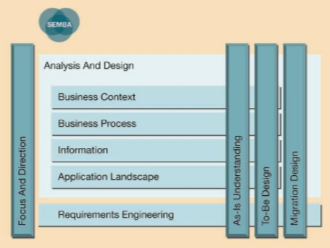 SEMBA
Analysis And Design
Business Context
Business Process
Information
Application Landscape
Requirements Engineering
Focus And Direction
As-Is Understanding
To-Be Design
Migration Design